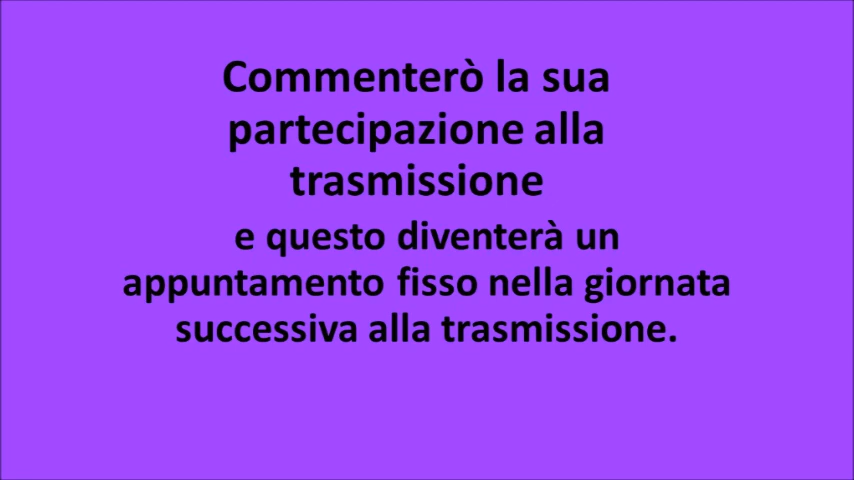 Commenterò la sua
partecipazione alla
trasmissione
e questo diventerà un
appuntamento fisso nella giornata
successiva alla trasmissione.